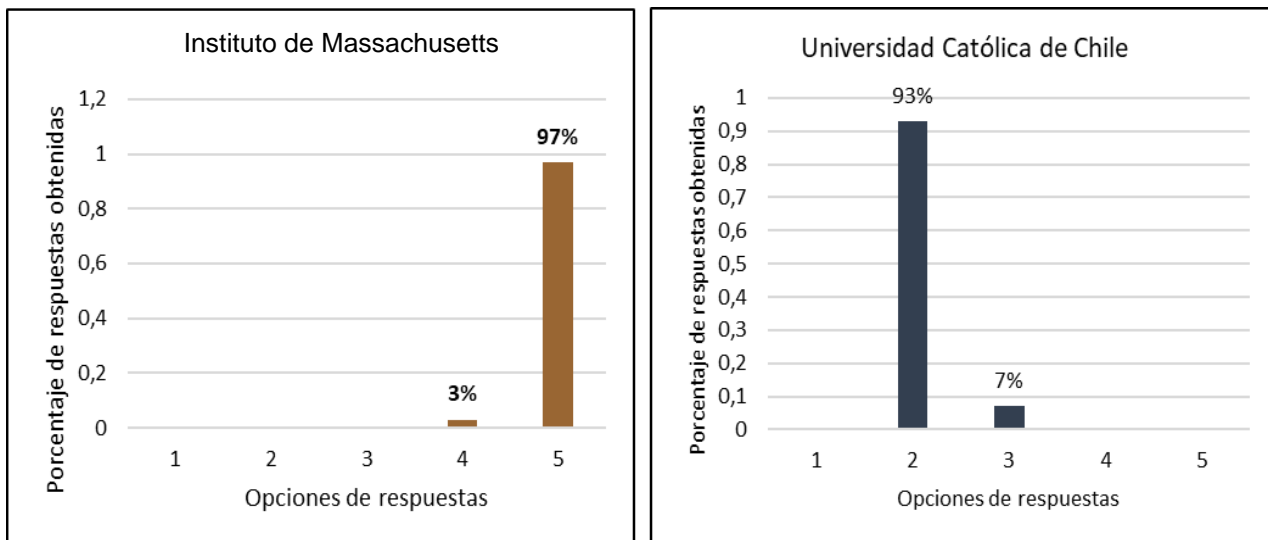 Instituto de Massachusetts
Porcentaje de respuestas obtenidas
1,2
1
0,8
0,6
0,4
0,2
0
97%
3%
1 2 3 4 5
Opciones de respuestas
Universidad Católica de Chile
Porcentaje de respuestas obtenidas
1
0,9
0,8
0,7
0,6
0,5
0,4
0,3
0,2
0,1
0
93%
7%
1 2 3 4 5
Opciones de respuestas